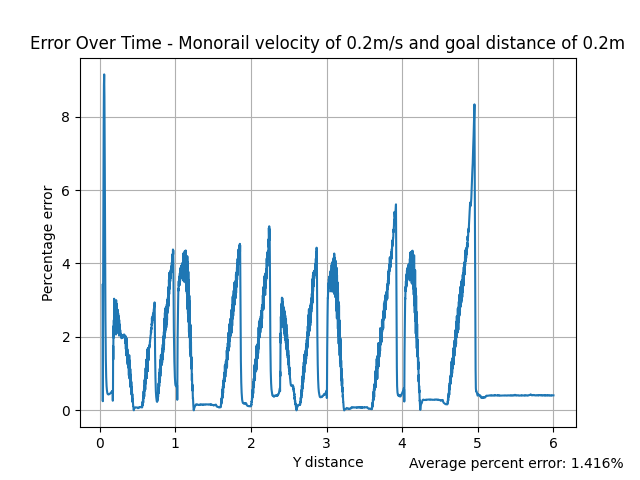 Error Over Time - Monorail velocity of 0.2m/s and goal distance of 0.2m
Percentage error
8
6
4
2
0
0 1 2 3 4 5 6
Y distance
Average percent error: 1.416%